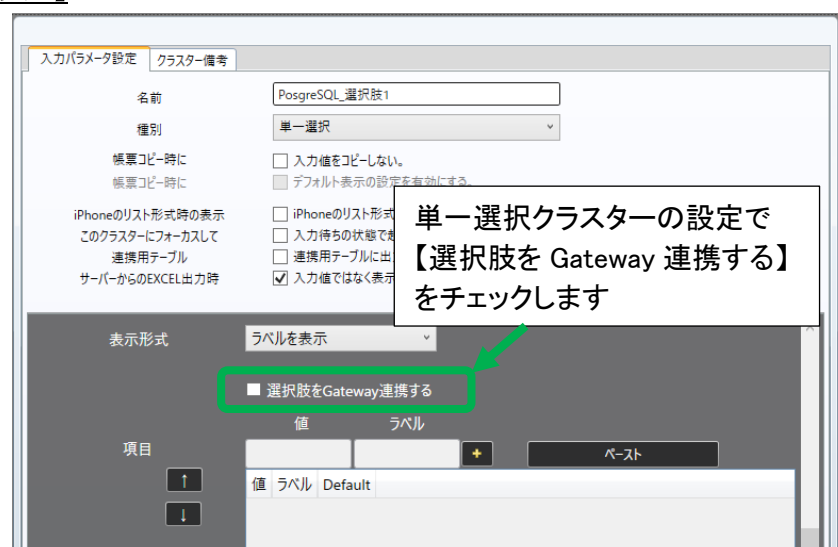 入力パラメータ設定 クラスター備考
名前 PosgreSQL_選択肢1
種別 単一選択
帳票コピー時に 入力値をコピーしない。
帳票コピー時に デフォルト表示の設定を有効にする。
iPhoneのリスト形式時の表示 iPhoneのリスト形式
このクラスターにフォーカスして 入力待ちの状態で
連携用テーブル 連携用テーブルに出
サーバーからのEXCEL出力時 入力値ではなく表示
単一選択クラスターの設定で
【選択肢を Gateway 連携する】
をチェックします
表示形式 ラベルを表示
選択肢をGateway連携する
値 ラベル
項目 + ペースト
↑
値 ラベル Default
↓